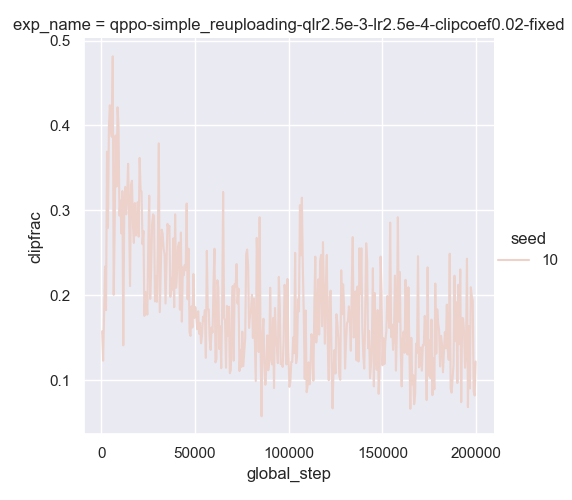 exp_name = qppo-simple_reuploading-qlr2.5e-3-lr2.5e-4-clipcoef0.02-fixed
0.5
0.4
0.3
0.2
0.1
clipfrac
0
50000
100000
150000
200000
global_step
seed
10